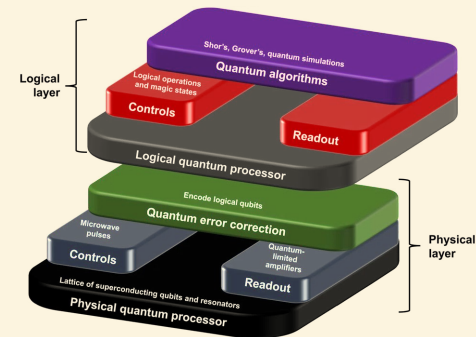 Shor's, Grover's, quantum simulations
Quantum algorithms
Logical
layer
Logical operations
and magic states
Controls
Readout
Logical quantum processor
Encode logical qubits
Quantum error correction
Microwave
pulses
Controls
Quantum-
limited
amplifiers
Readout
Physical
layer
Lattice of superconducting qubits and resonators
Physical quantum processor